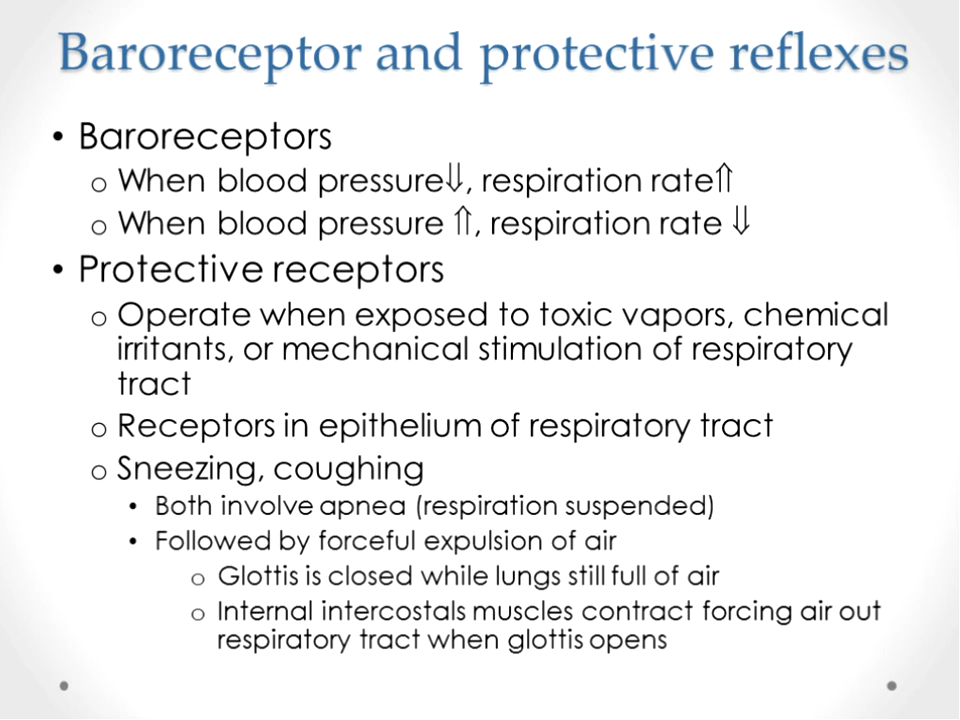 Baroreceptor and protective reflexes
• Baroreceptors
o When blood pressure⇓, respiration rate⇑
o When blood pressure ⇑, respiration rate ⇓
• Protective receptors
o Operate when exposed to toxic vapors, chemical
irritants, or mechanical stimulation of respiratory
tract
o Receptors in epithelium of respiratory tract
o Sneezing, coughing
• Both involve apnea (respiration suspended)
• Followed by forceful expulsion of air
o Glottis is closed while lungs still full of air
o Internal intercostals muscles contract forcing air out
respiratory tract when glottis opens